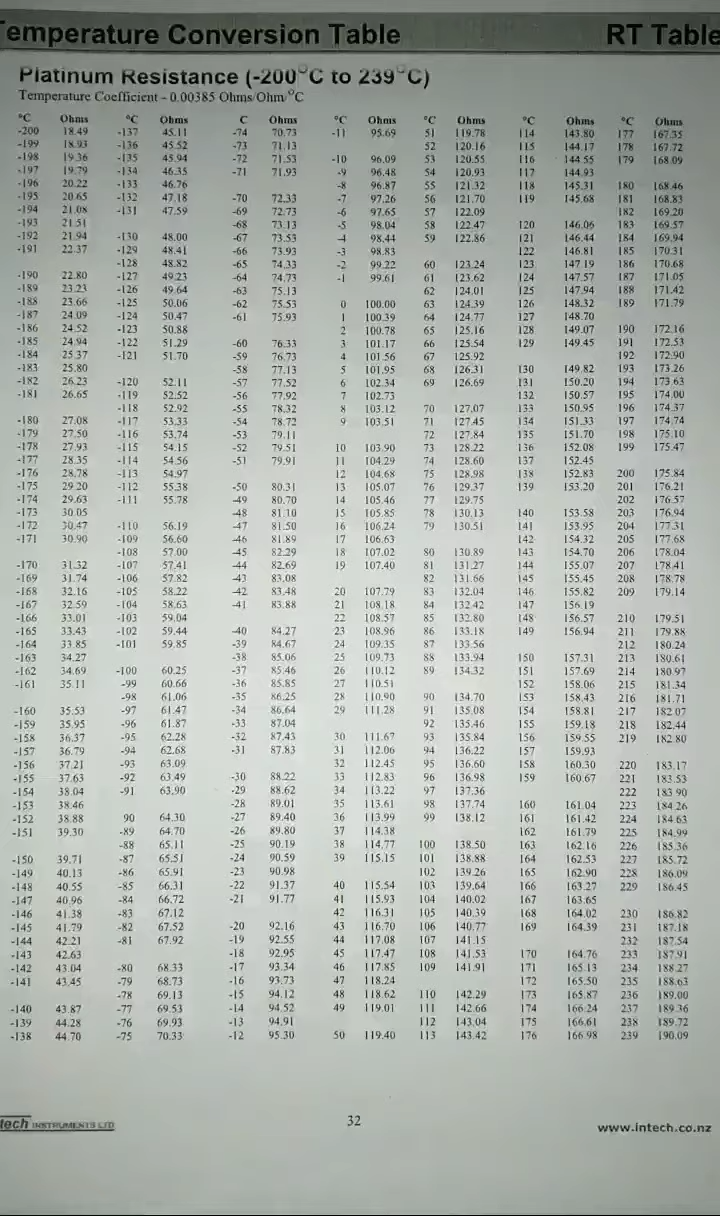 Temperature Conversion Table RT Table
Platinum Resistance (-200°C to 239°C)
Temperature Coefficient - 0.00385 Ohms/Ohm/°C
°C Ohms °C Ohms C Ohms °C Ohms °C Ohms °C Ohms °C Ohms
-200 18.49 -137 45.11 -74 70.73 -11 95.69 51 119.78 114 143.80 177 167.35
-199 18.93 -136 45.52 -73 71.13 52 120.16 115 144.17 178 167.72
-198 19.36 -135 45.94 -72 71.53 -10 96.09 53 120.55 116 144.55 179 168.09
-197 19.79 -134 46.35 -71 71.93 -9 96.48 54 120.93 117 144.93
-196 20.22 -133 46.76 -8 96.87 55 121.32 118 145.31 180 168.46
-195 20.65 -132 47.18 -70 72.33 -7 97.26 56 121.70 119 145.68 181 168.83
-194 21.08 -131 47.59 -69 72.73 -6 97.65 57 122.09 182 169.20
-193 21.51 -68 73.13 -5 98.04 58 122.47 120 146.06 183 169.57
-192 21.94 -130 48.00 -67 73.53 -4 98.44 59 122.86 121 146.44 184 169.94
-191 22.37 -129 48.41 -66 73.93 -3 98.83 122 146.81 185 170.31
-128 48.82 -65 74.33 -2 99.22 60 123.24 123 147.19 186 170.68
-190 22.80 -127 49.23 -64 74.73 -1 99.61 61 123.62 124 147.57 187 171.05
-189 23.23 -126 49.64 -63 75.13 62 124.01 125 147.94 188 171.42
-188 23.66 -125 50.06 -62 75.53 0 100.00 63 124.39 126 148.32 189 171.79
-187 24.09 -124 50.47 -61 75.93 1 100.39 64 124.77 127 148.70
-186 24.52 -123 50.88 2 100.78 65 125.16 128 149.07 190 172.16
-185 24.94 -122 51.29 -60 76.33 3 101.17 66 125.54 129 149.45 191 172.53
-184 25.37 -121 51.70 -59 76.73 4 101.56 67 125.92 192 172.90
-183 25.80 -58 77.13 5 101.95 68 126.31 130 149.82 193 173.26
-182 26.23 -120 52.11 -57 77.52 6 102.34 69 126.69 131 150.20 194 173.63
-181 26.65 -119 52.52 -56 77.92 7 102.73 132 150.57 195 174.00
-118 52.92 -55 78.32 8 103.12 70 127.07 133 150.95 196 174.37
-180 27.08 -117 53.33 -54 78.72 9 103.51 71 127.45 134 151.33 197 174.74
-179 27.50 -116 53.74 -53 79.11 72 127.84 135 151.70 198 175.10
-178 27.93 -115 54.15 -52 79.51 10 103.90 73 128.22 136 152.08 199 175.47
-177 28.35 -114 54.56 -51 79.91 11 104.29 74 128.60 137 152.45
-176 28.78 -113 54.97 12 104.68 75 128.98 138 152.83 200 175.84
-175 29.20 -112 55.38 -50 80.31 13 105.07 76 129.37 139 153.20 201 176.21
-174 29.63 -111 55.78 -49 80.70 14 105.46 77 129.75 202 176.57
-173 30.05 -48 81.10 15 105.85 78 130.13 140 153.58 203 176.94
-172 30.47 -110 56.19 -47 81.50 16 106.24 79 130.51 141 153.95 204 177.31
-171 30.90 -109 56.60 -46 81.89 17 106.63 142 154.32 205 177.68
-108 57.00 -45 82.29 18 107.02 80 130.89 143 154.70 206 178.04
-170 31.32 -107 57.41 -44 82.69 19 107.40 81 131.27 144 155.07 207 178.41
-169 31.74 -106 57.82 -43 83.08 82 131.66 145 155.45 208 178.78
-168 32.16 -105 58.22 -42 83.48 20 107.79 83 132.04 146 155.82 209 179.14
-167 32.59 -104 58.63 -41 83.88 21 108.18 84 132.42 147 156.19
-166 33.01 -103 59.04 22 108.57 85 132.80 148 156.57 210 179.51
-165 33.43 -102 59.44 -40 84.27 23 108.96 86 133.18 149 156.94 211 179.88
-164 33.85 -101 59.85 -39 84.67 24 109.35 87 133.56 212 180.24
-163 34.27 -38 85.06 25 109.73 88 133.94 150 157.31 213 180.61
-162 34.69 -100 60.25 -37 85.46 26 110.12 89 134.32 151 157.69 214 180.97
-161 35.11 -99 60.66 -36 85.85 27 110.51 152 158.06 215 181.34
-98 61.06 -35 86.25 28 110.90 90 134.70 153 158.43 216 181.71
-160 35.53 -97 61.47 -34 86.64 29 111.28 91 135.08 154 158.81 217 182.07
-159 35.95 -96 61.87 -33 87.04 92 135.46 155 159.18 218 182.44
-158 36.37 -95 62.28 -32 87.43 30 111.67 93 135.84 156 159.55 219 182.80
-157 36.79 -94 62.68 -31 87.83 31 112.06 94 136.22 157 159.93
-156 37.21 -93 63.09 32 112.45 95 136.60 158 160.30 220 183.17
-155 37.63 -92 63.49 -30 88.22 33 112.83 96 136.98 159 160.67 221 183.53
-154 38.04 -91 63.90 -29 88.62 34 113.22 97 137.36 222 183.90
-153 38.46 -28 89.01 35 113.61 98 137.74 160 161.04 223 184.26
-152 38.88 90 64.30 -27 89.40 36 113.99 99 138.12 161 161.42 224 184.63
-151 39.30 -89 64.70 -26 89.80 37 114.38 162 161.79 225 184.99
-88 65.11 -25 90.19 38 114.77 100 138.50 163 162.16 226 185.36
-150 39.71 -87 65.51 -24 90.59 39 115.15 101 138.88 164 162.53 227 185.72
-149 40.13 -86 65.91 -23 90.98 102 139.26 165 162.90 228 186.09
-148 40.55 -85 66.31 -22 91.37 40 115.54 103 139.64 166 163.27 229 186.45
-147 40.96 -84 66.72 -21 91.77 41 115.93 104 140.02 167 163.65
-146 41.38 -83 67.12 42 116.31 105 140.39 168 164.02 230 186.82
-145 41.79 -82 67.52 -20 92.16 43 116.70 106 140.77 169 164.39 231 187.18
-144 42.21 -81 67.92 -19 92.55 44 117.08 107 141.15 232 187.54
-143 42.63 -18 92.95 45 117.47 108 141.53 170 164.76 233 187.91
-142 43.04 -80 68.33 -17 93.34 46 117.85 109 141.91 171 165.13 234 188.27
-141 43.45 -79 68.73 -16 93.73 47 118.24 172 165.50 235 188.63
-78 69.13 -15 94.12 48 118.62 110 142.29 173 165.87 236 189.00
-140 43.87 -77 69.53 -14 94.52 49 119.01 111 142.66 174 166.24 237 189.36
-139 44.28 -76 69.93 -13 94.91 112 143.04 175 166.61 238 189.72
-138 44.70 -75 70.33 -12 95.30 50 119.40 113 143.42 176 166.98 239 190.09
tech INSTRUMENTS LTD 32 www.intech.co.nz